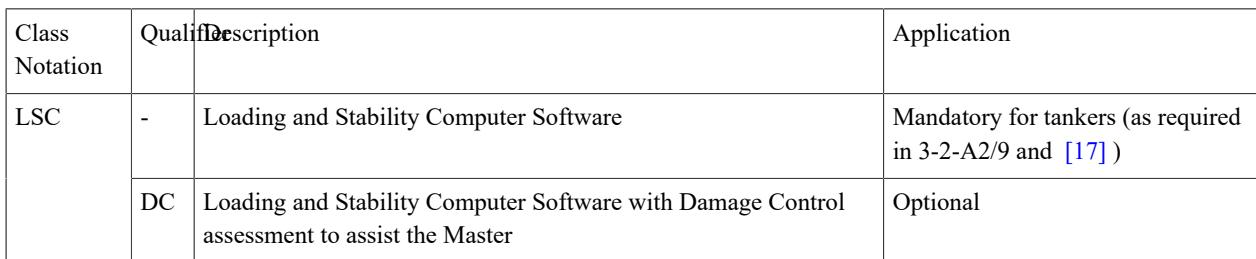 Class Notation Qualifier Description Application
LSC - Loading and Stability Computer Software Mandatory for tankers (as required
in 3-2-A2/9 and [17] )
DC Loading and Stability Computer Software with Damage Control Optional
assessment to assist the Master